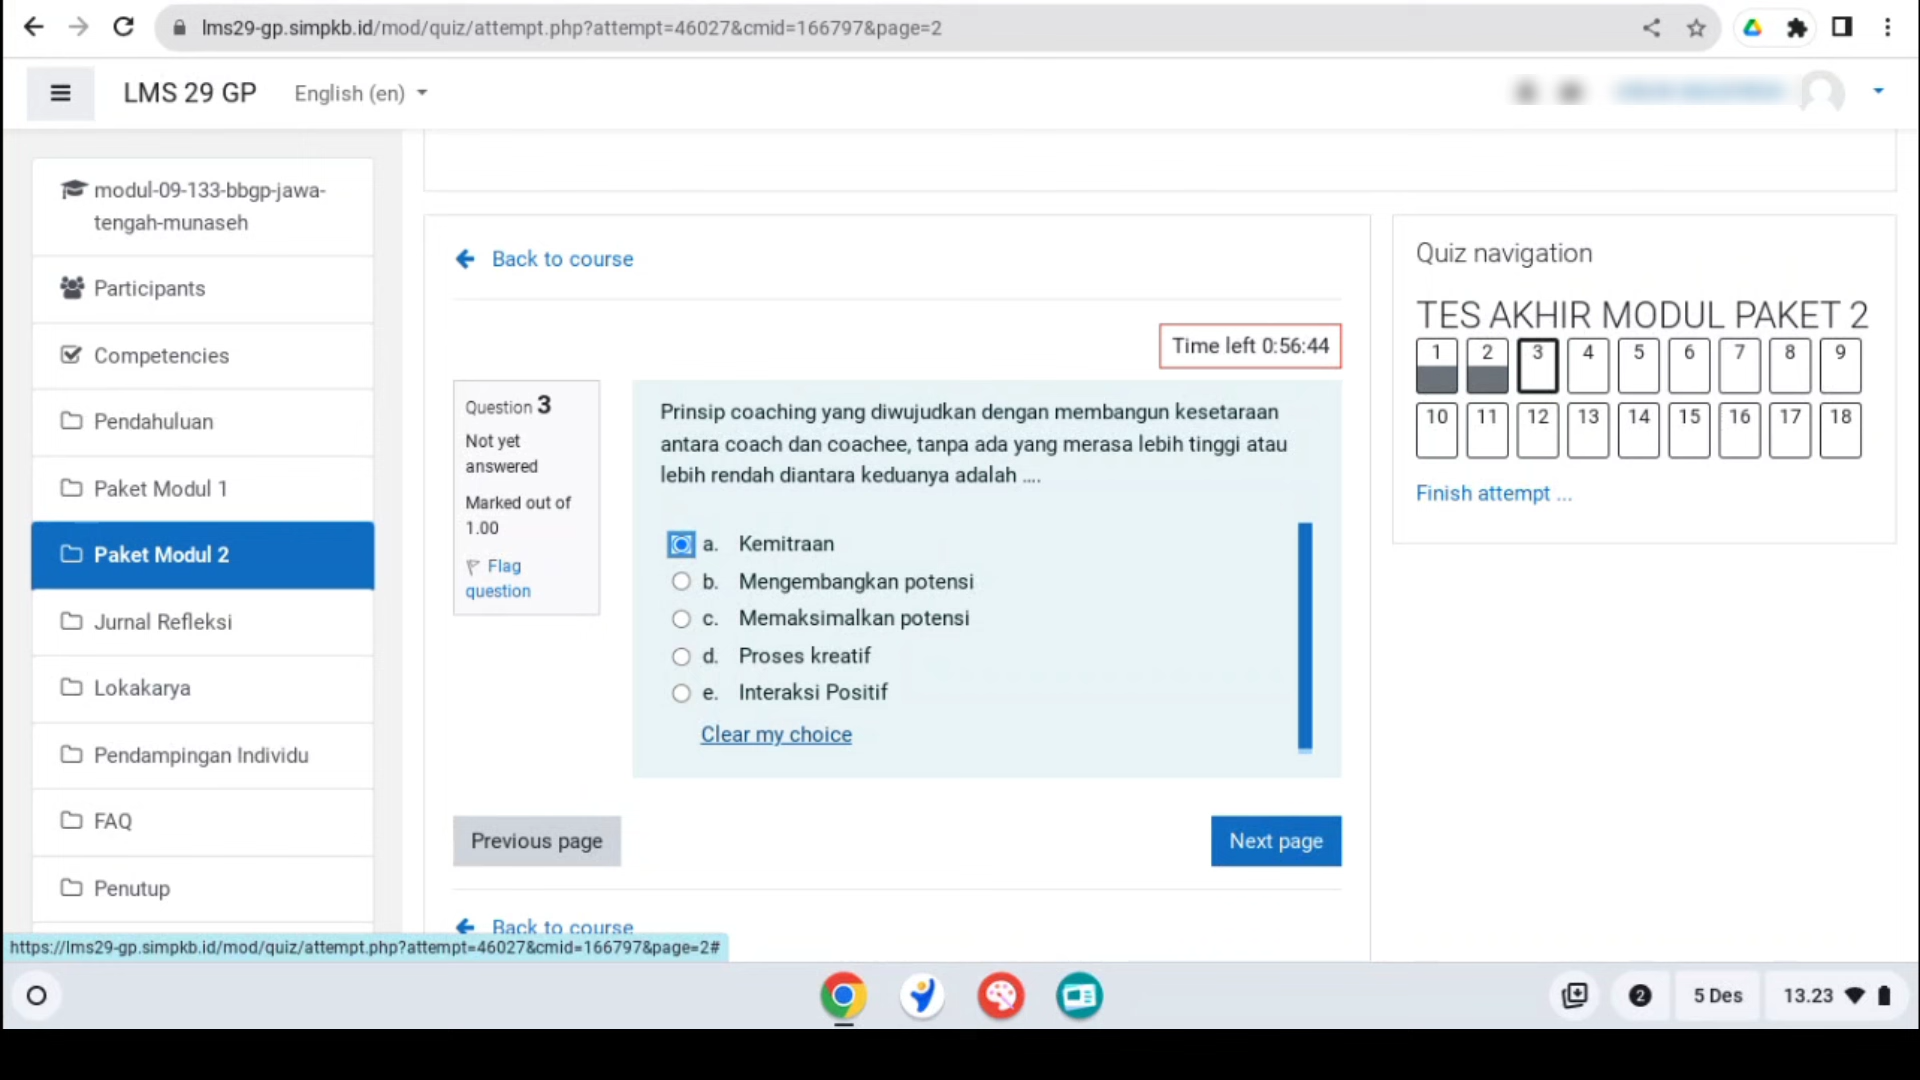 lms29-gp.simpkb.id/mod/quiz/attempt.php?attempt=46027&cmid=166797&page=2
LMS 29 GP
English (en)
modul-09-133-bbgp-jawa-
tengah-munaseh
Participants
Competencies
Pendahuluan
Paket Modul 1
Paket Modul 2
Jurnal Refleksi
Lokakarya
Pendampingan Individu
FAQ
Penutup
Back to course
Time left 0:56:44
Question 3
Not yet
answered
Marked out of
1.00
Flag
question
Prinsip coaching yang diwujudkan dengan membangun kesetaraan
antara coach dan coachee, tanpa ada yang merasa lebih tinggi atau
lebih rendah diantara keduanya adalah ....
a. Kemitraan
b. Mengembangkan potensi
c. Memaksimalkan potensi
d. Proses kreatif
e. Interaksi Positif
Clear my choice
Previous page
Next page
Back to course
Quiz navigation
TES AKHIR MODUL PAKET 2
1 2 3 4 5 6 7 8 9
10 11 12 13 14 15 16 17 18
Finish attempt ...
https://lms29-gp.simpkb.id/mod/quiz/attempt.php?attempt=46027&cmid=166797&page=2#
2
5 Des
13.23